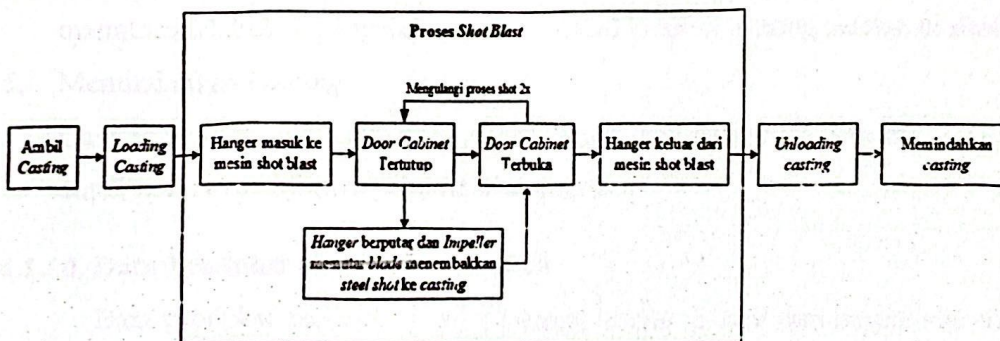 Proses Shot Blast
Mengulangi proses shot 2x
Ambil
Casting
Loading
Casting
Hanger masuk ke
mesin shot blast
Door Cabinet
Tertutup
Door Cabinet
Terbuka
Hanger keluar dari
mesin shot blast
Unloading
casting
Memindahkan
casting
Hanger berputar dan Impeller
memutar blade menembakkan
steel shot ke casting